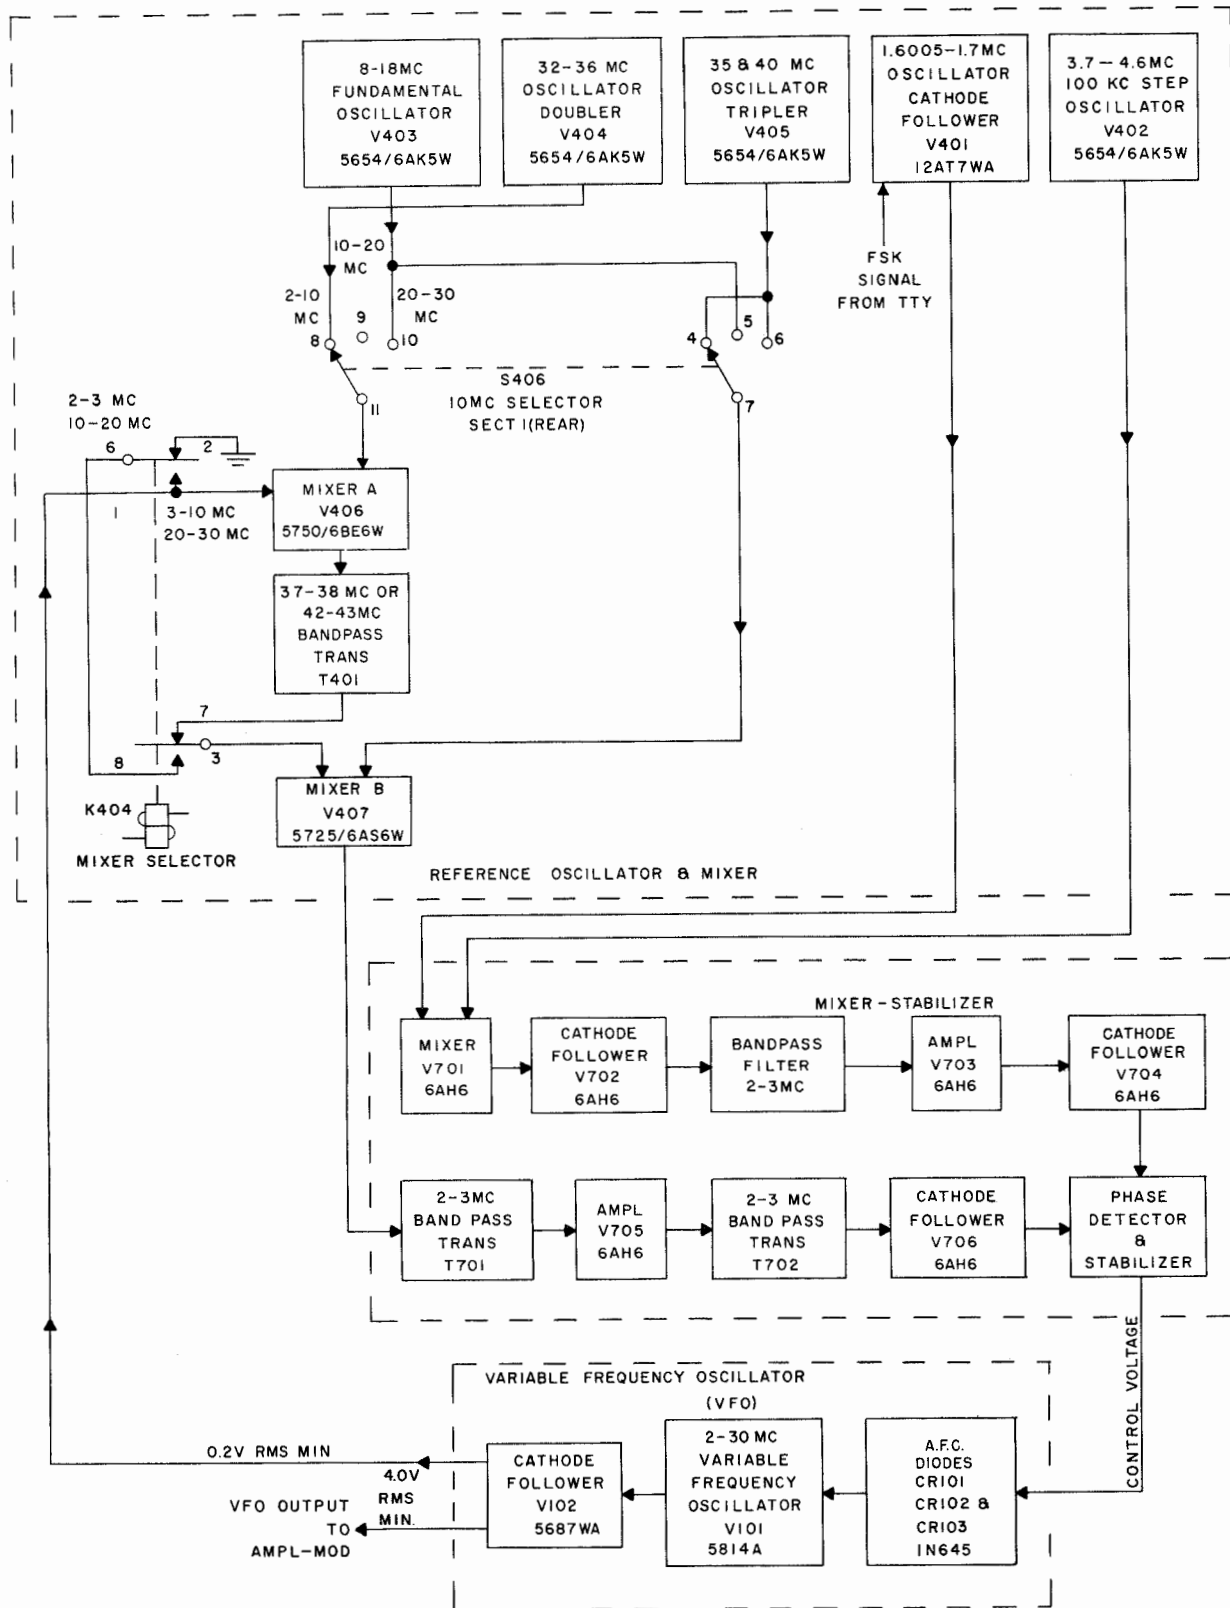 8-18MC
FUNDAMENTAL
OSCILLATOR
V403
5654/6AK5W
32-36 MC
OSCILLATOR
DOUBLER
V404
5654/6AK5W
35 & 40 MC
OSCILLATOR
TRIPLER
V405
5654/6AK5W
1.6005-1.7MC
OSCILLATOR
CATHODE
FOLLOWER
V401
12AT7WA
3.7-4.6MC
100 KC STEP
OSCILLATOR
V402
5654/6AK5W
10-20
MC
FSK
SIGNAL
FROM TTY
2-10
MC
20-30
MC
9
8
10
4
5
6
S406
10MC SELECTOR
SECT 1(REAR)
11
7
2-3 MC
10-20 MC
6
2
1
3-10 MC
20-30 MC
MIXER A
V406
5750/6BE6W
37-38 MC OR
42-43MC
BANDPASS
TRANS
T401
7
8
3
K404
MIXER SELECTOR
MIXER B
V407
5725/6AS6W
REFERENCE OSCILLATOR & MIXER
MIXER-STABILIZER
MIXER
V701
6AH6
CATHODE
FOLLOWER
V702
6AH6
BANDPASS
FILTER
2-3MC
AMPL
V703
6AH6
CATHODE
FOLLOWER
V704
6AH6
2-3MC
BAND PASS
TRANS
T701
AMPL
V705
6AH6
2-3 MC
BAND PASS
TRANS
T702
CATHODE
FOLLOWER
V706
6AH6
PHASE
DETECTOR
&
STABILIZER
CONTROL VOLTAGE
VARIABLE FREQUENCY OSCILLATOR
(VFO)
0.2V RMS MIN
4.0V
RMS
MIN.
VFO OUTPUT
TO
AMPL-MOD
CATHODE
FOLLOWER
V102
5687WA
2-30 MC
VARIABLE
FREQUENCY
OSCILLATOR
V101
5814A
A.F.C.
DIODES
CR101
CR102 &
CR103
1N645